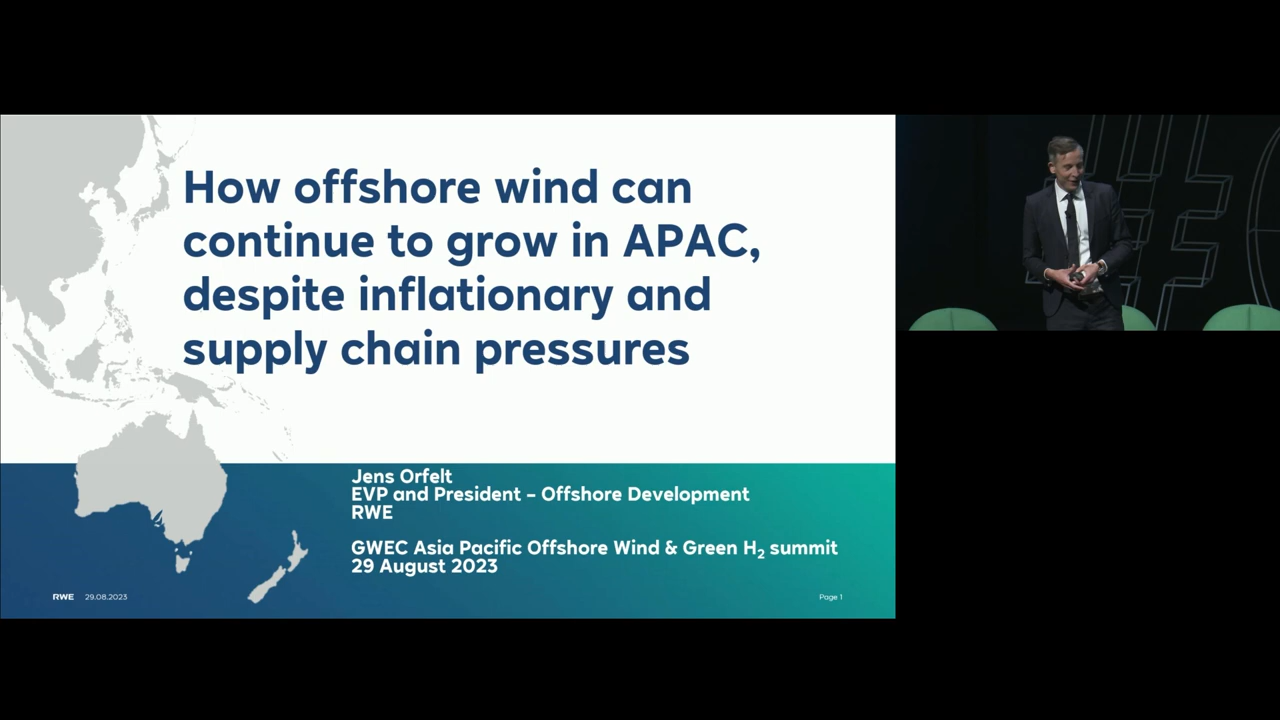 How offshore wind can
continue to grow in APAC,
despite inflationary and
supply chain pressures
Jens Orfelt
EVP and President – Offshore Development
RWE
GWEC Asia Pacific Offshore Wind & Green H₂ summit
29 August 2023
RWE 29.08.2023
Page 1